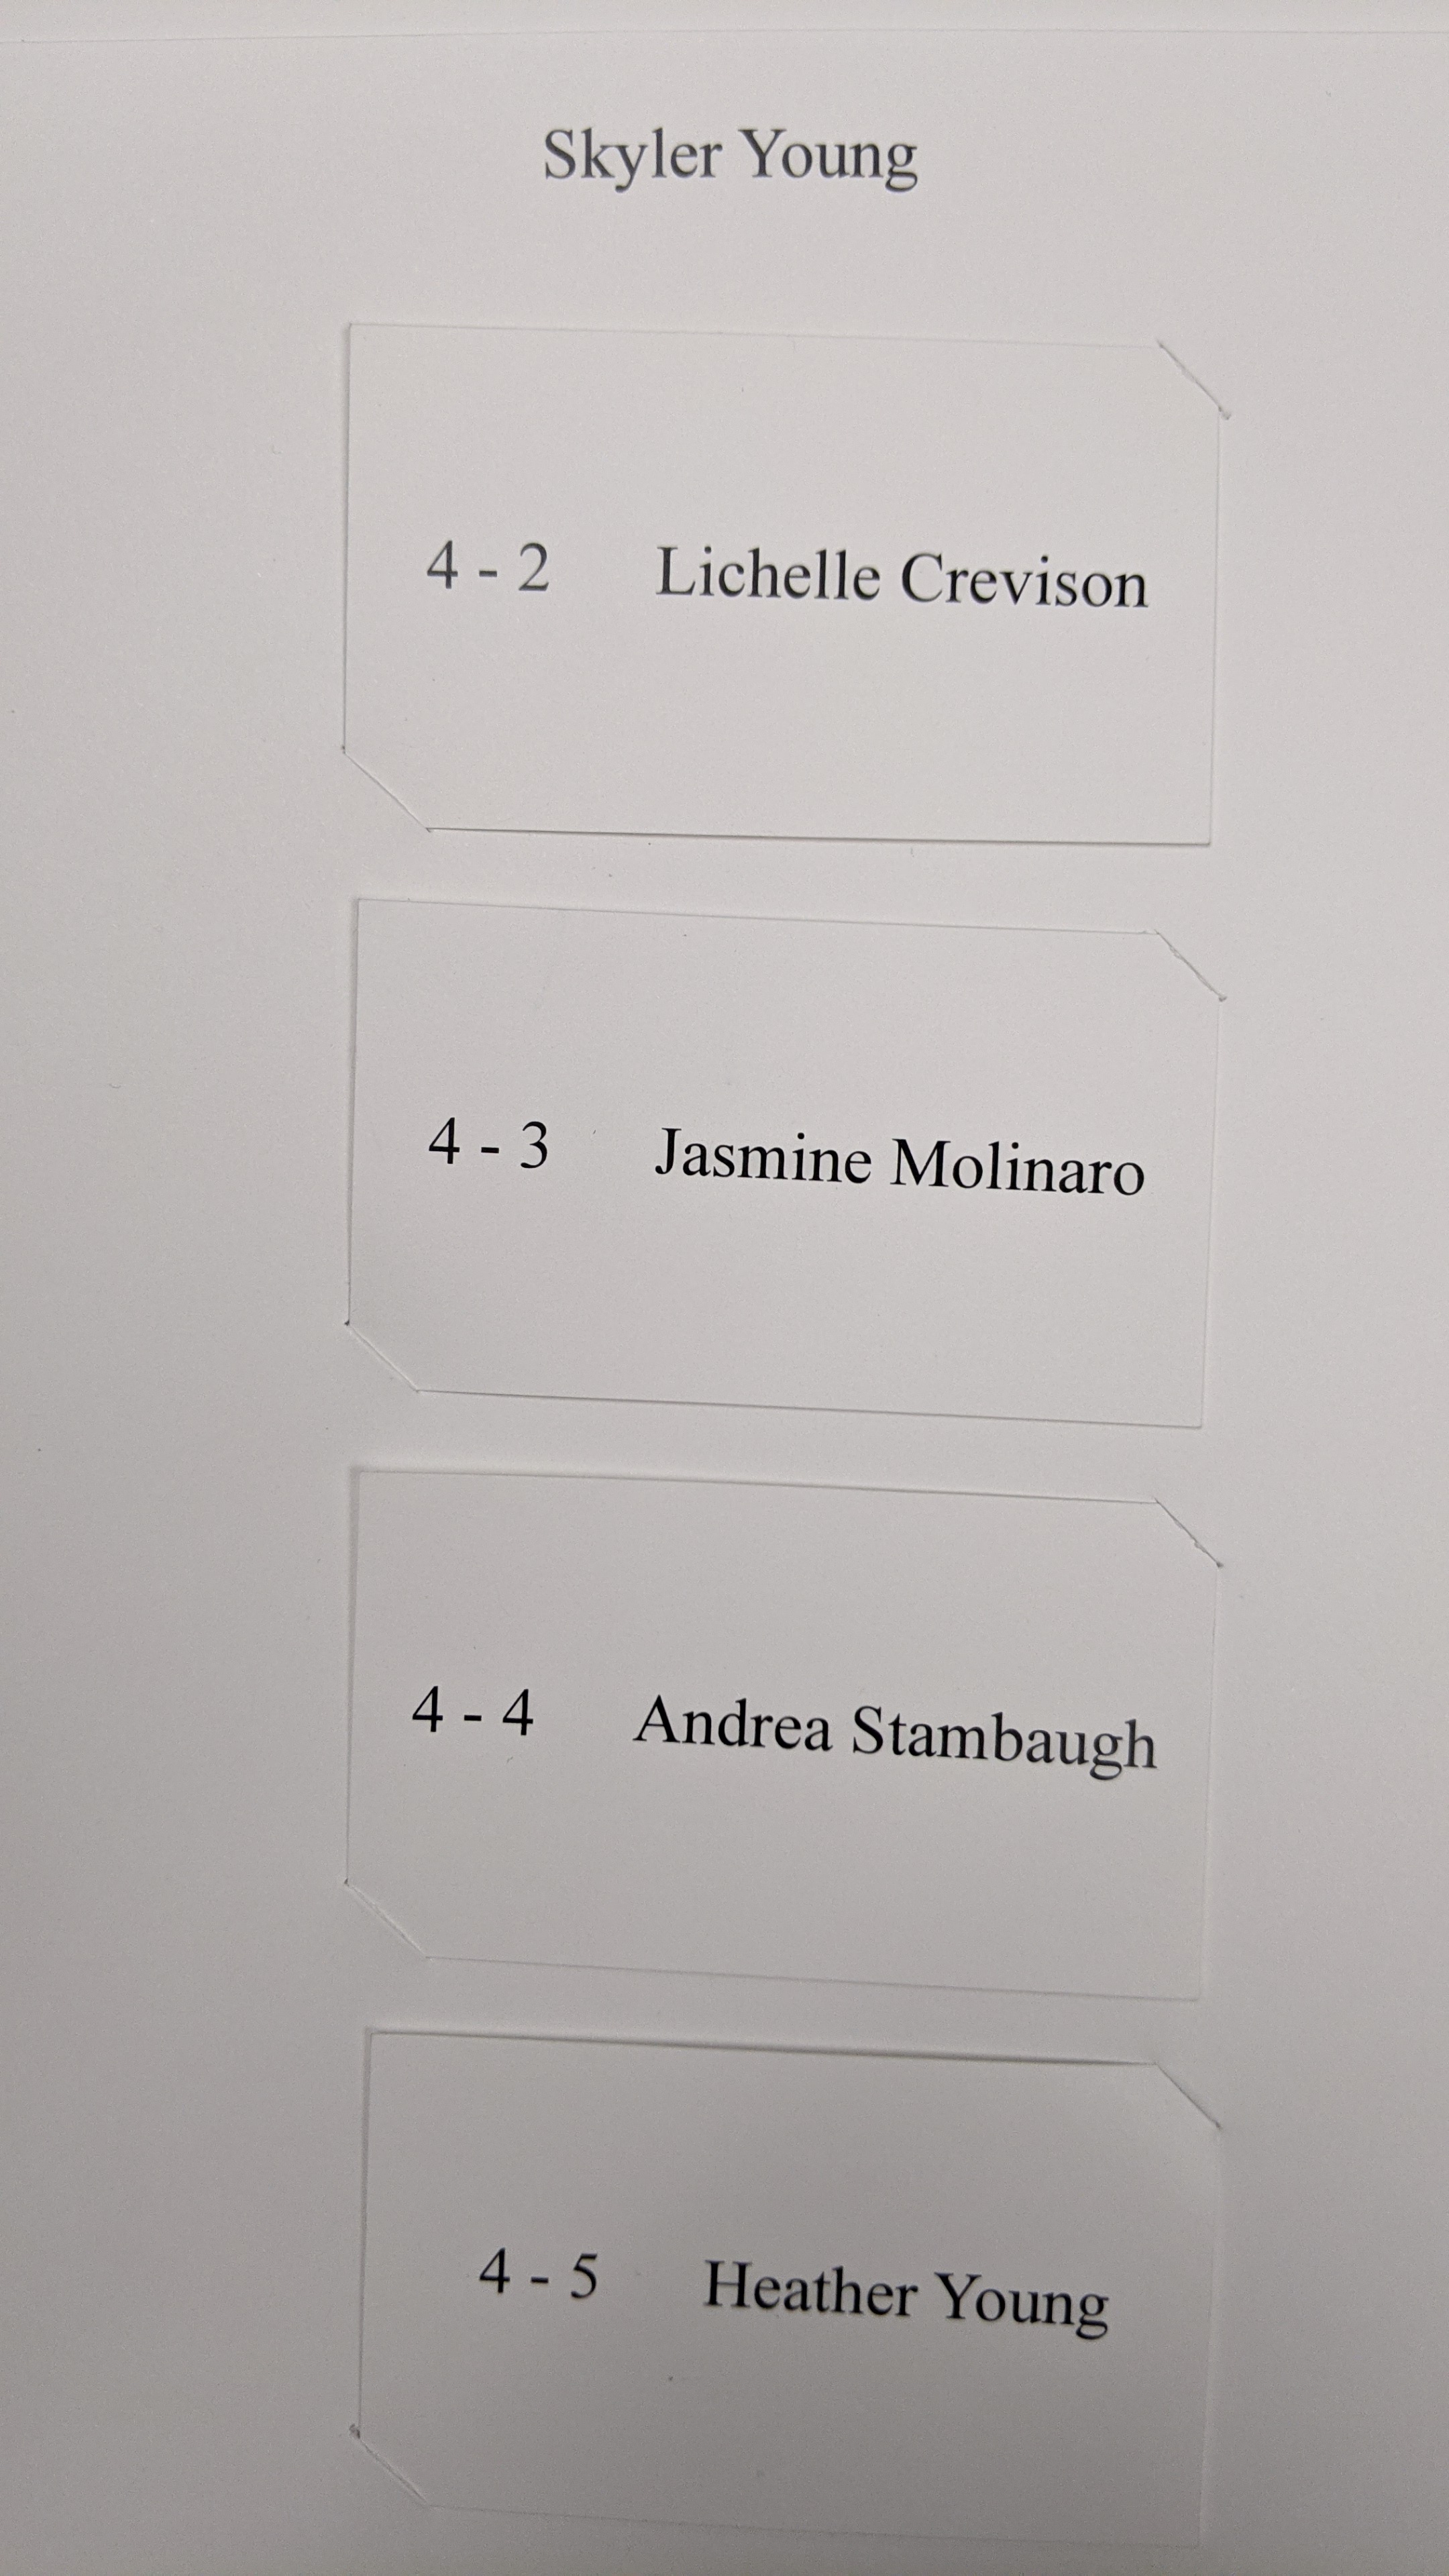 Skyler Young
4 - 2 Lichelle Crevison
4 - 3 Jasmine Molinaro
4 - 4 Andrea Stambaugh
4 - 5 Heather Young